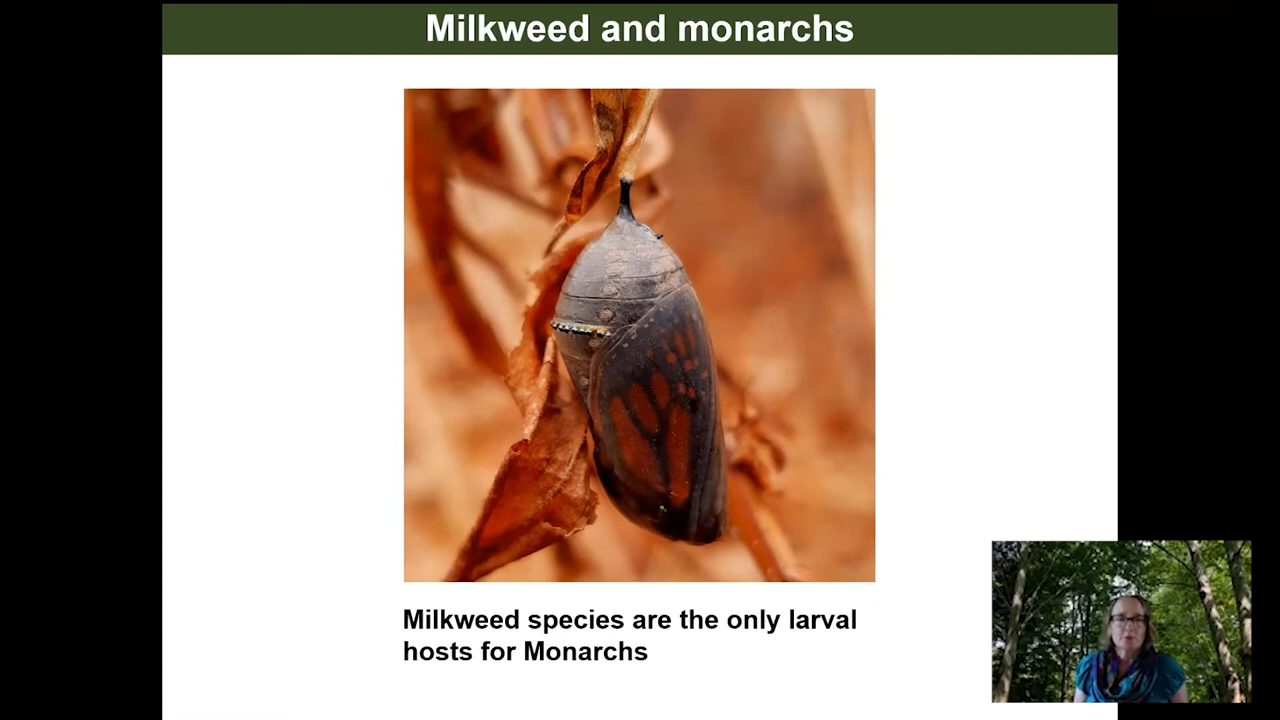 Milkweed and monarchs
Milkweed species are the only larval
hosts for Monarchs